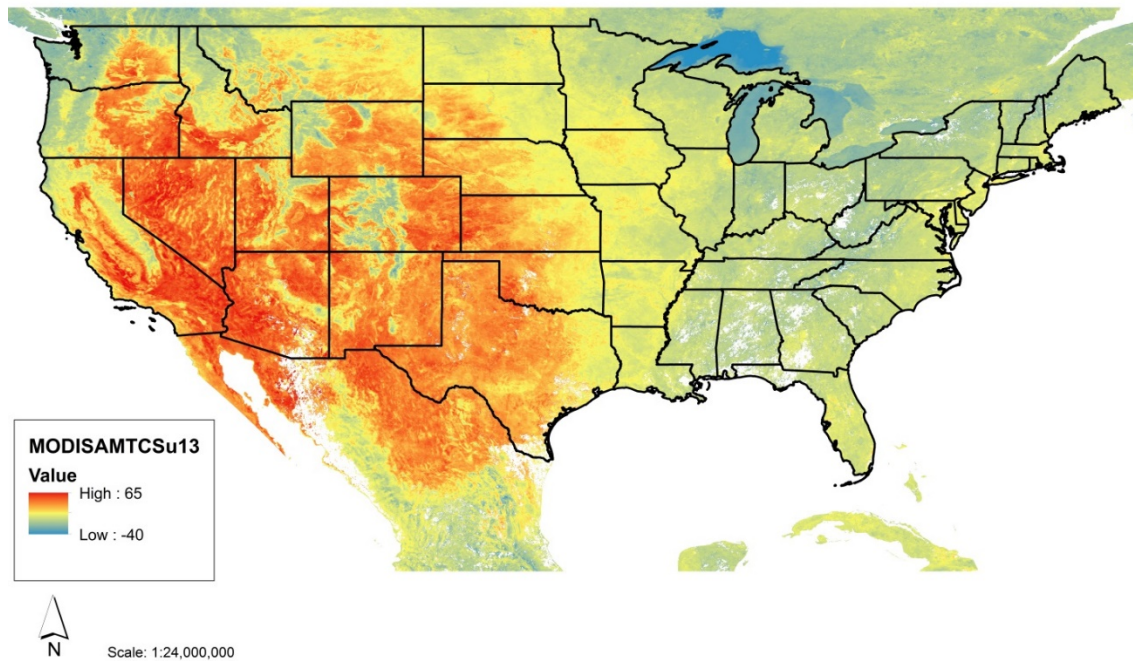 MODISAMTCSu13
Value
High : 65
Low : -40
N
Scale: 1:24,000,000